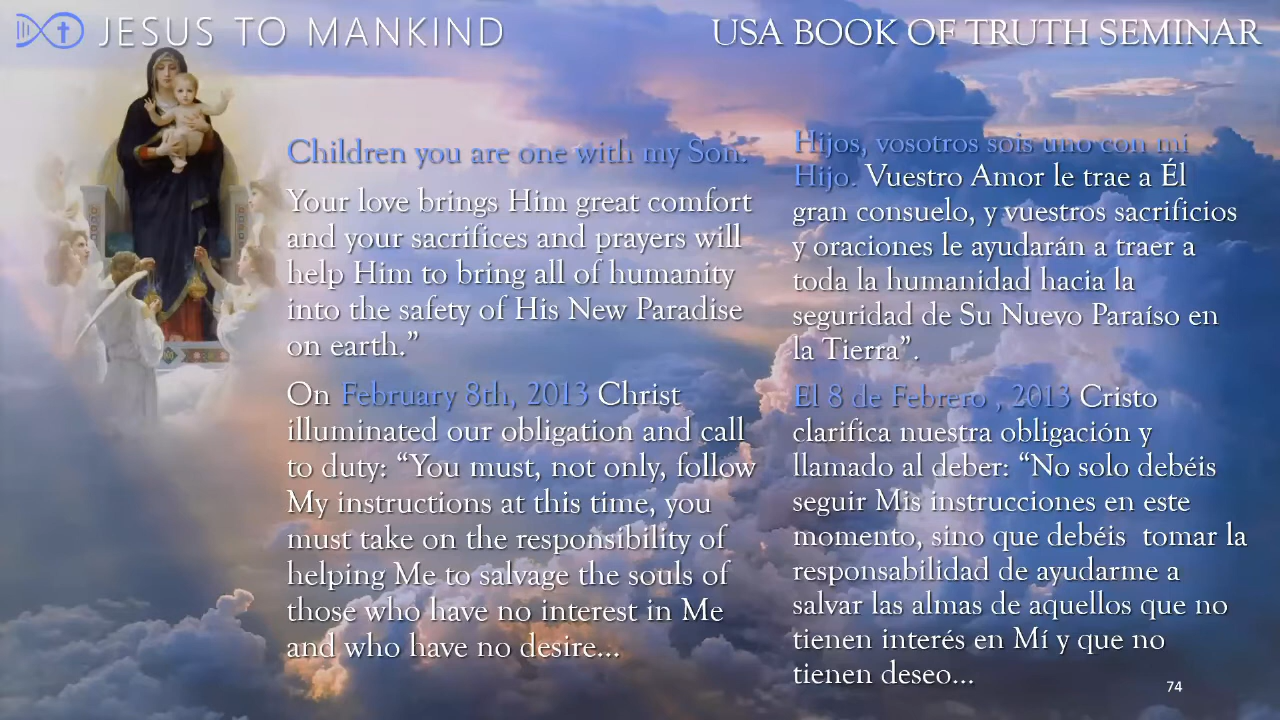 JESUS TO MANKIND
USA BOOK OF TRUTH SEMINAR
Children you are one with my Son.
Your love brings Him great comfort
and your sacrifices and prayers will
help Him to bring all of humanity
into the safety of His New Paradise
on earth.”
On February 8th, 2013 Christ
illuminated our obligation and call
to duty: “You must, not only, follow
My instructions at this time, you
must take on the responsibility of
helping Me to salvage the souls of
those who have no interest in Me
and who have no desire...
Hijos, vosotros sois uno con mi
Hijo. Vuestro Amor le trae a Él
gran consuelo, y vuestros sacrificios
y oraciones le ayudarán a traer a
toda la humanidad hacia la
seguridad de Su Nuevo Paraíso en
la Tierra”.
El 8 de Febrero , 2013 Cristo
clarifica nuestra obligación y
llamado al deber: “No solo debéis
seguir Mis instrucciones en este
momento, sino que debéis  tomar la
responsabilidad de ayudarme a
salvar las almas de aquellos que no
tienen interés en Mí y que no
tienen deseo...
74